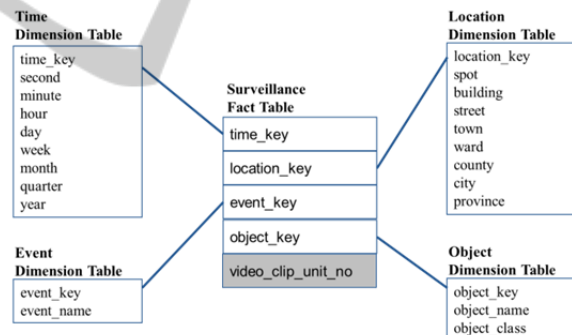 Time
Dimension Table
time_key
second
minute
hour
day
week
month
quarter
year
Surveillance
Fact Table
time_key
location_key
event_key
object_key
video_clip_unit_no
Location
Dimension Table
location_key
spot
building
street
town
ward
county
city
province
Event
Dimension Table
event_key
event_name
Object
Dimension Table
object_key
object_name
object_class